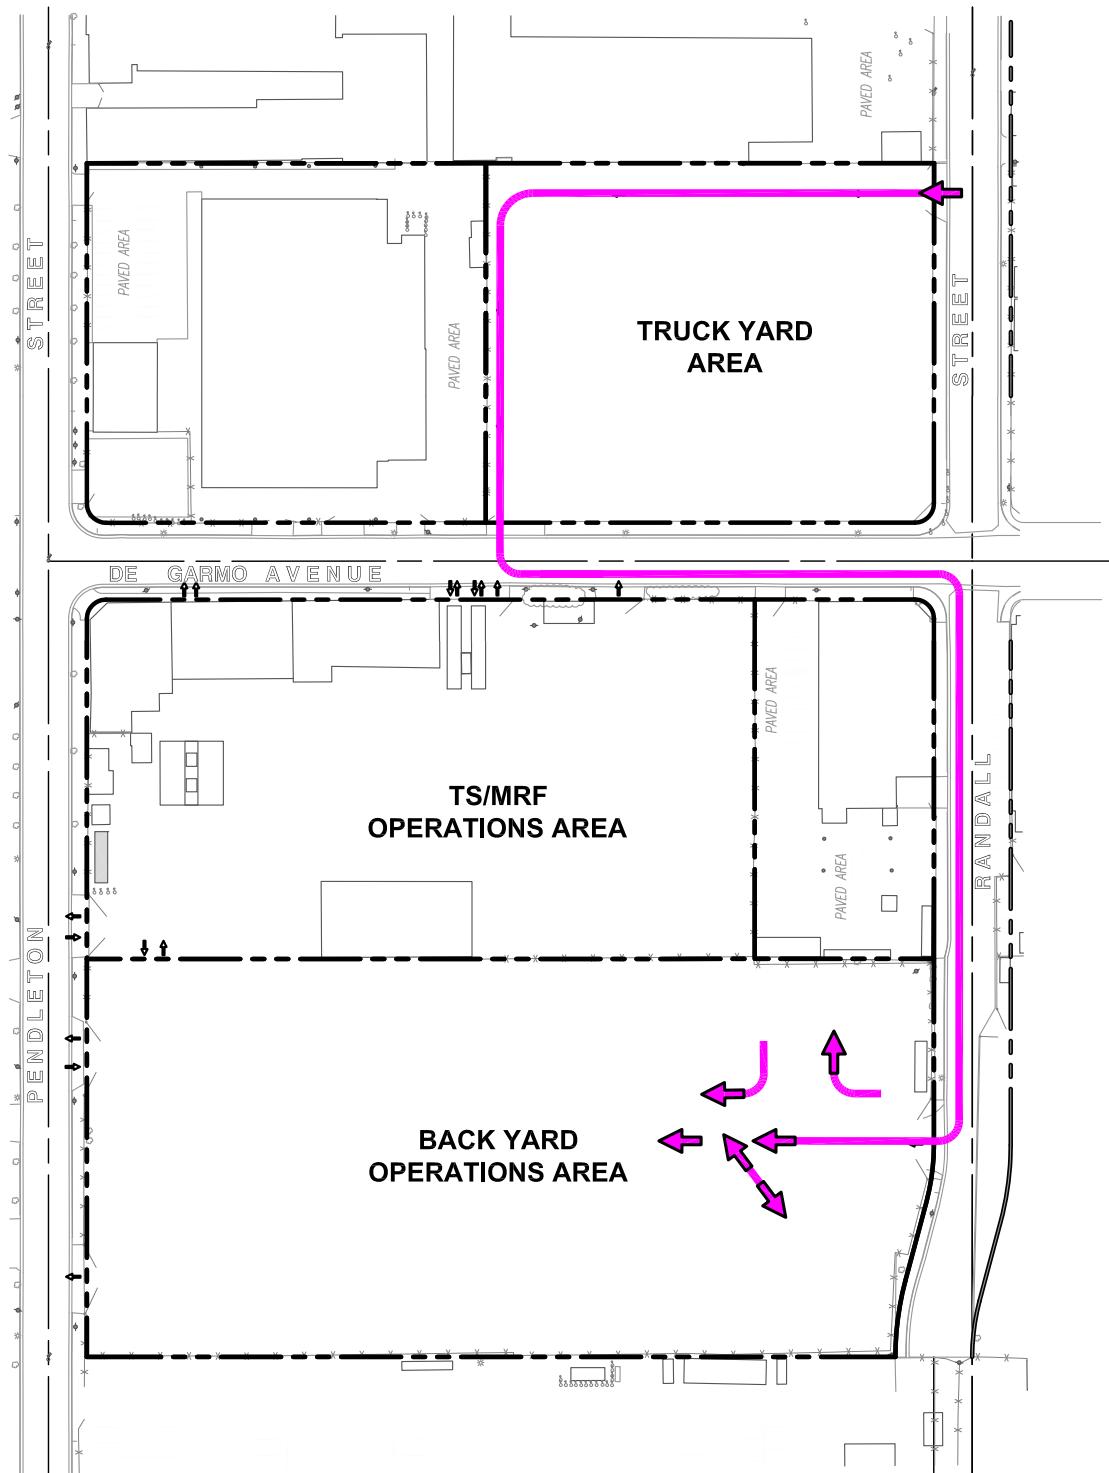 PAVED AREA
STREET
PAVED AREA
PAVED AREA
TRUCK YARD
AREA
STREET
DE GARMO AVENUE
PAVED AREA
TS/MRF
OPERATIONS AREA
RANDALL
PAVED AREA
PENDLETON
BACK YARD
OPERATIONS AREA